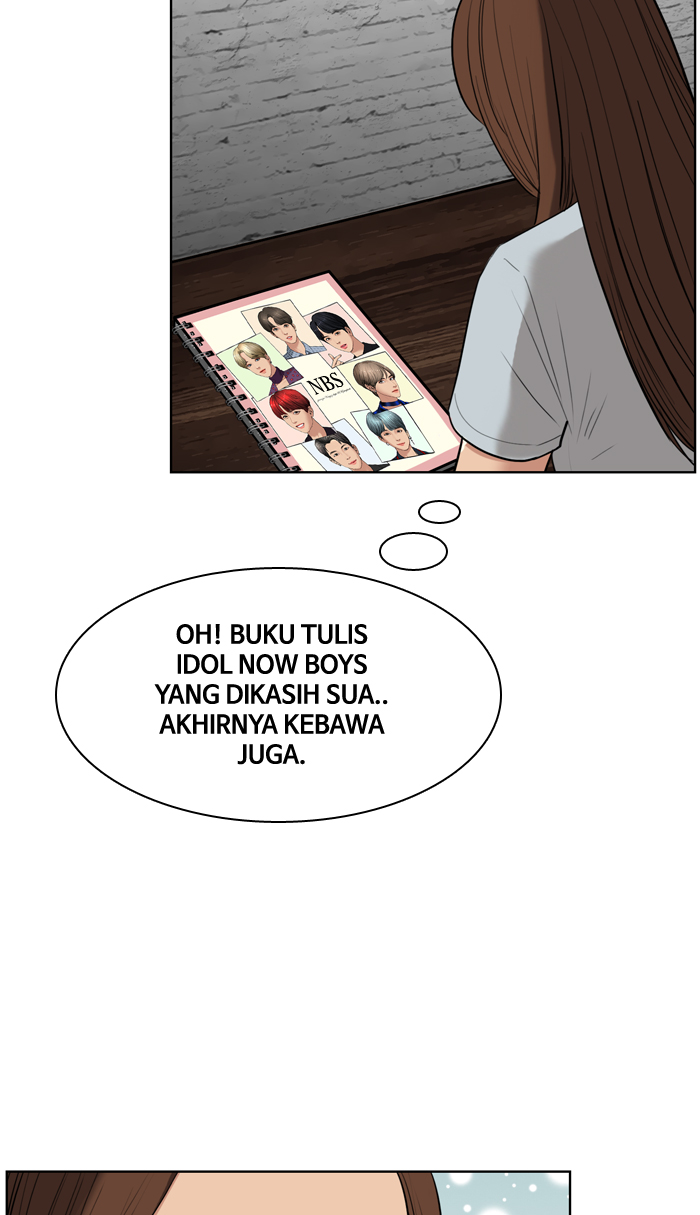 NBS
OH! BUKU TULIS
IDOL NOW BOYS
YANG DIKASIH SUA..
AKHIRNYA KEBAWA
JUGA.